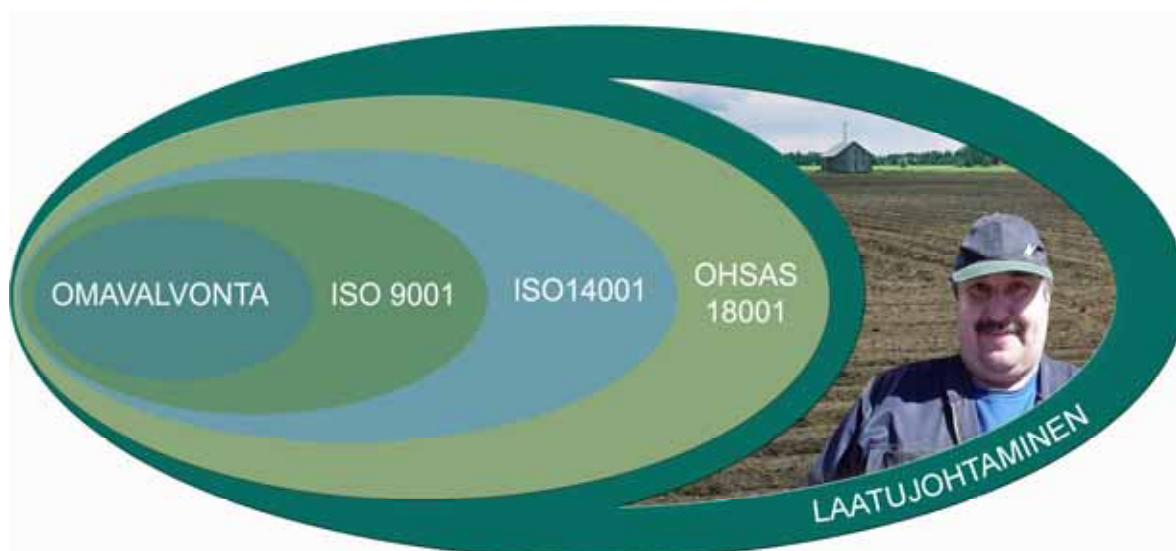 OMAVALVONTA
ISO 9001
ISO14001
OHSAS
18001
LAATUJOHTAMINEN